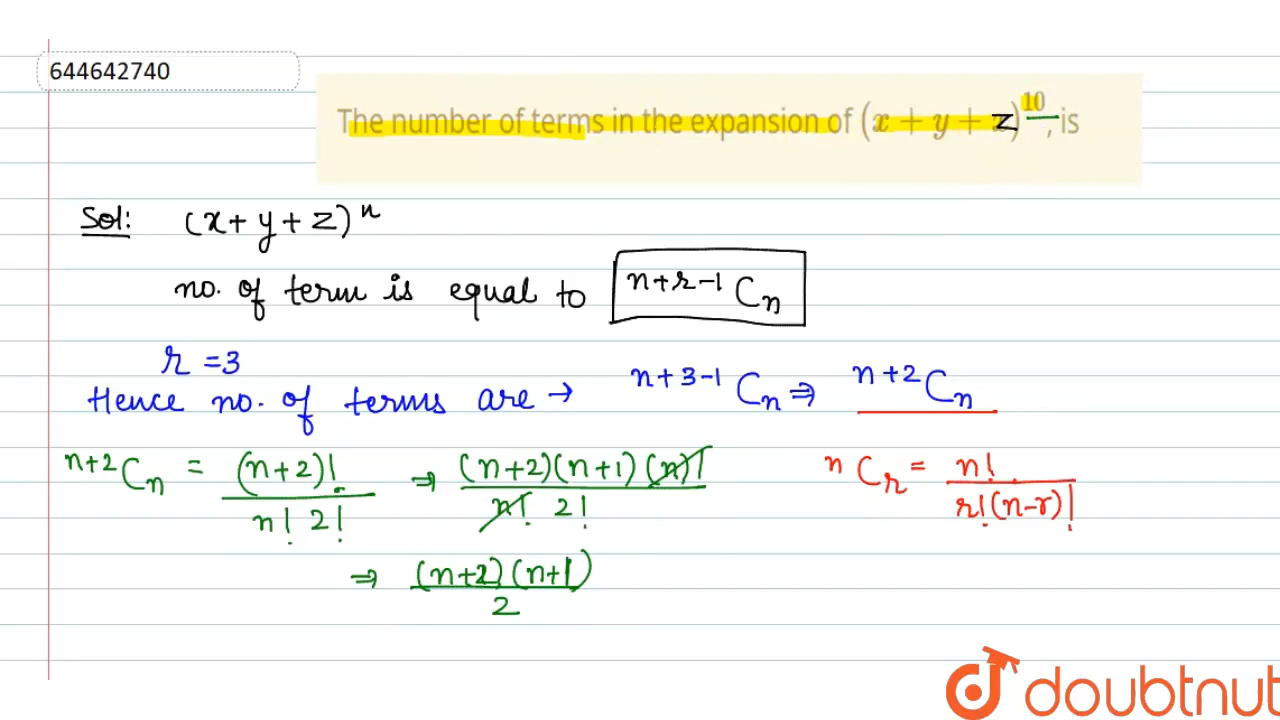 644642740
The number of terms in the expansion of (x + y + z)^10, is
Sol: (x + y + z)^n
no. of term is equal to ^{n+r-1}C_n
r = 3
Hence no. of terms are → ^{n+3-1}C_n ⇒ ^{n+2}C_n
^{n+2}C_n = (n+2)! / n! 2! ⇒ (n+2)(n+1)(n)! / n! 2!
^nC_r = n! / r!(n-r)!
⇒ (n+2)(n+1) / 2
doubtnut